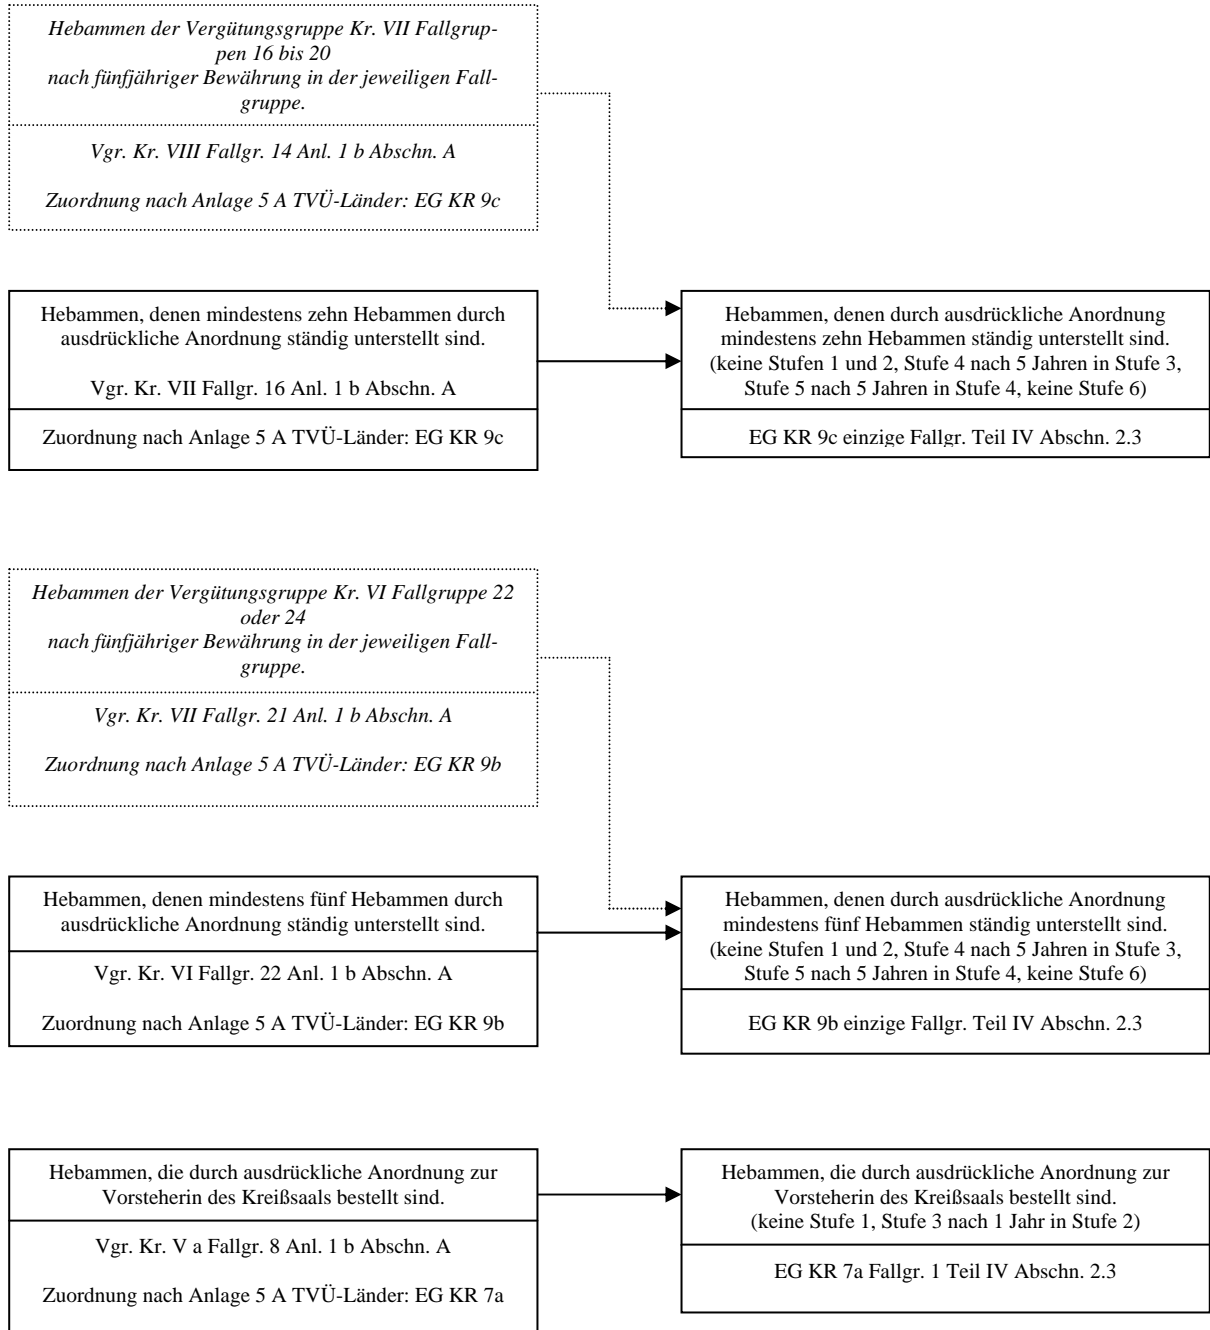 Hebammen der Vergütungsgruppe Kr. VII Fallgrup-
pen 16 bis 20
nach fünfjähriger Bewährung in der jeweiligen Fall-
gruppe.
Vgr. Kr. VIII Fallgr. 14 Anl. 1 b Abschn. A
Zuordnung nach Anlage 5 A TVÜ-Länder: EG KR 9c
Hebammen, denen mindestens zehn Hebammen durch
ausdrückliche Anordnung ständig unterstellt sind.
Vgr. Kr. VII Fallgr. 16 Anl. 1 b Abschn. A
Zuordnung nach Anlage 5 A TVÜ-Länder: EG KR 9c
Hebammen, denen durch ausdrückliche Anordnung
mindestens zehn Hebammen ständig unterstellt sind.
(keine Stufen 1 und 2, Stufe 4 nach 5 Jahren in Stufe 3,
Stufe 5 nach 5 Jahren in Stufe 4, keine Stufe 6)
EG KR 9c einzige Fallgr. Teil IV Abschn. 2.3
Hebammen der Vergütungsgruppe Kr. VI Fallgruppe 22
oder 24
nach fünfjähriger Bewährung in der jeweiligen Fall-
gruppe.
Vgr. Kr. VII Fallgr. 21 Anl. 1 b Abschn. A
Zuordnung nach Anlage 5 A TVÜ-Länder: EG KR 9b
Hebammen, denen mindestens fünf Hebammen durch
ausdrückliche Anordnung ständig unterstellt sind.
Vgr. Kr. VI Fallgr. 22 Anl. 1 b Abschn. A
Zuordnung nach Anlage 5 A TVÜ-Länder: EG KR 9b
Hebammen, denen durch ausdrückliche Anordnung
mindestens fünf Hebammen ständig unterstellt sind.
(keine Stufen 1 und 2, Stufe 4 nach 5 Jahren in Stufe 3,
Stufe 5 nach 5 Jahren in Stufe 4, keine Stufe 6)
EG KR 9b einzige Fallgr. Teil IV Abschn. 2.3
Hebammen, die durch ausdrückliche Anordnung zur
Vorsteherin des Kreißsaals bestellt sind.
Vgr. Kr. V a Fallgr. 8 Anl. 1 b Abschn. A
Zuordnung nach Anlage 5 A TVÜ-Länder: EG KR 7a
Hebammen, die durch ausdrückliche Anordnung zur
Vorsteherin des Kreißsaals bestellt sind.
(keine Stufe 1, Stufe 3 nach 1 Jahr in Stufe 2)
EG KR 7a Fallgr. 1 Teil IV Abschn. 2.3